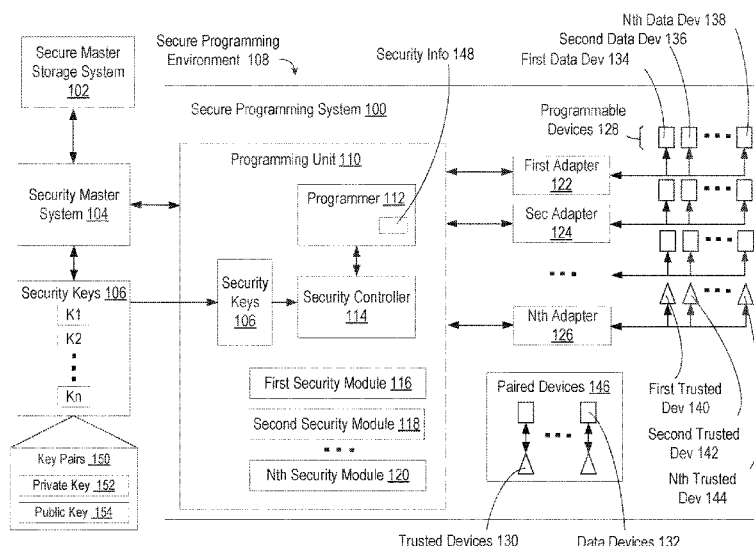 Nth Data Dev 138
Second Data Dev 136
First Data Dev 134
Secure Programming
Environment 108
Security Info 148
Secure Master
Storage System
102
Secure Programming System 100
Programmable
Devices 128
Programming Unit 110
Programmer 112
First Adapter
122
Security Master
System 104
Sec Adapter
124
Security Keys 106
K1
K2
Kn
Security
Keys
106
Security Controller
114
Nth Adapter
126
First Security Module 116
Second Security Module 118
Nth Security Module 120
Paired Devices 146
First Trusted
Dev 140
Second Trusted
Dev 142
Nth Trusted
Dev 144
Key Pairs 150
Private Key 152
Public Key 154
Trusted Devices 130
Data Devices 132